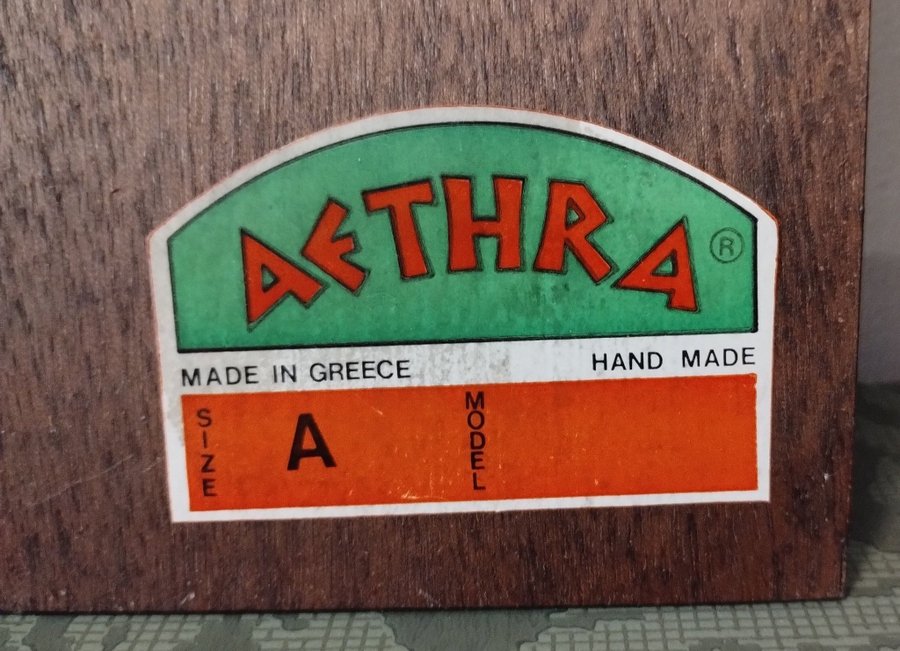 AETHRA ®
MADE IN GREECE HAND MADE
SIZE A MODEL